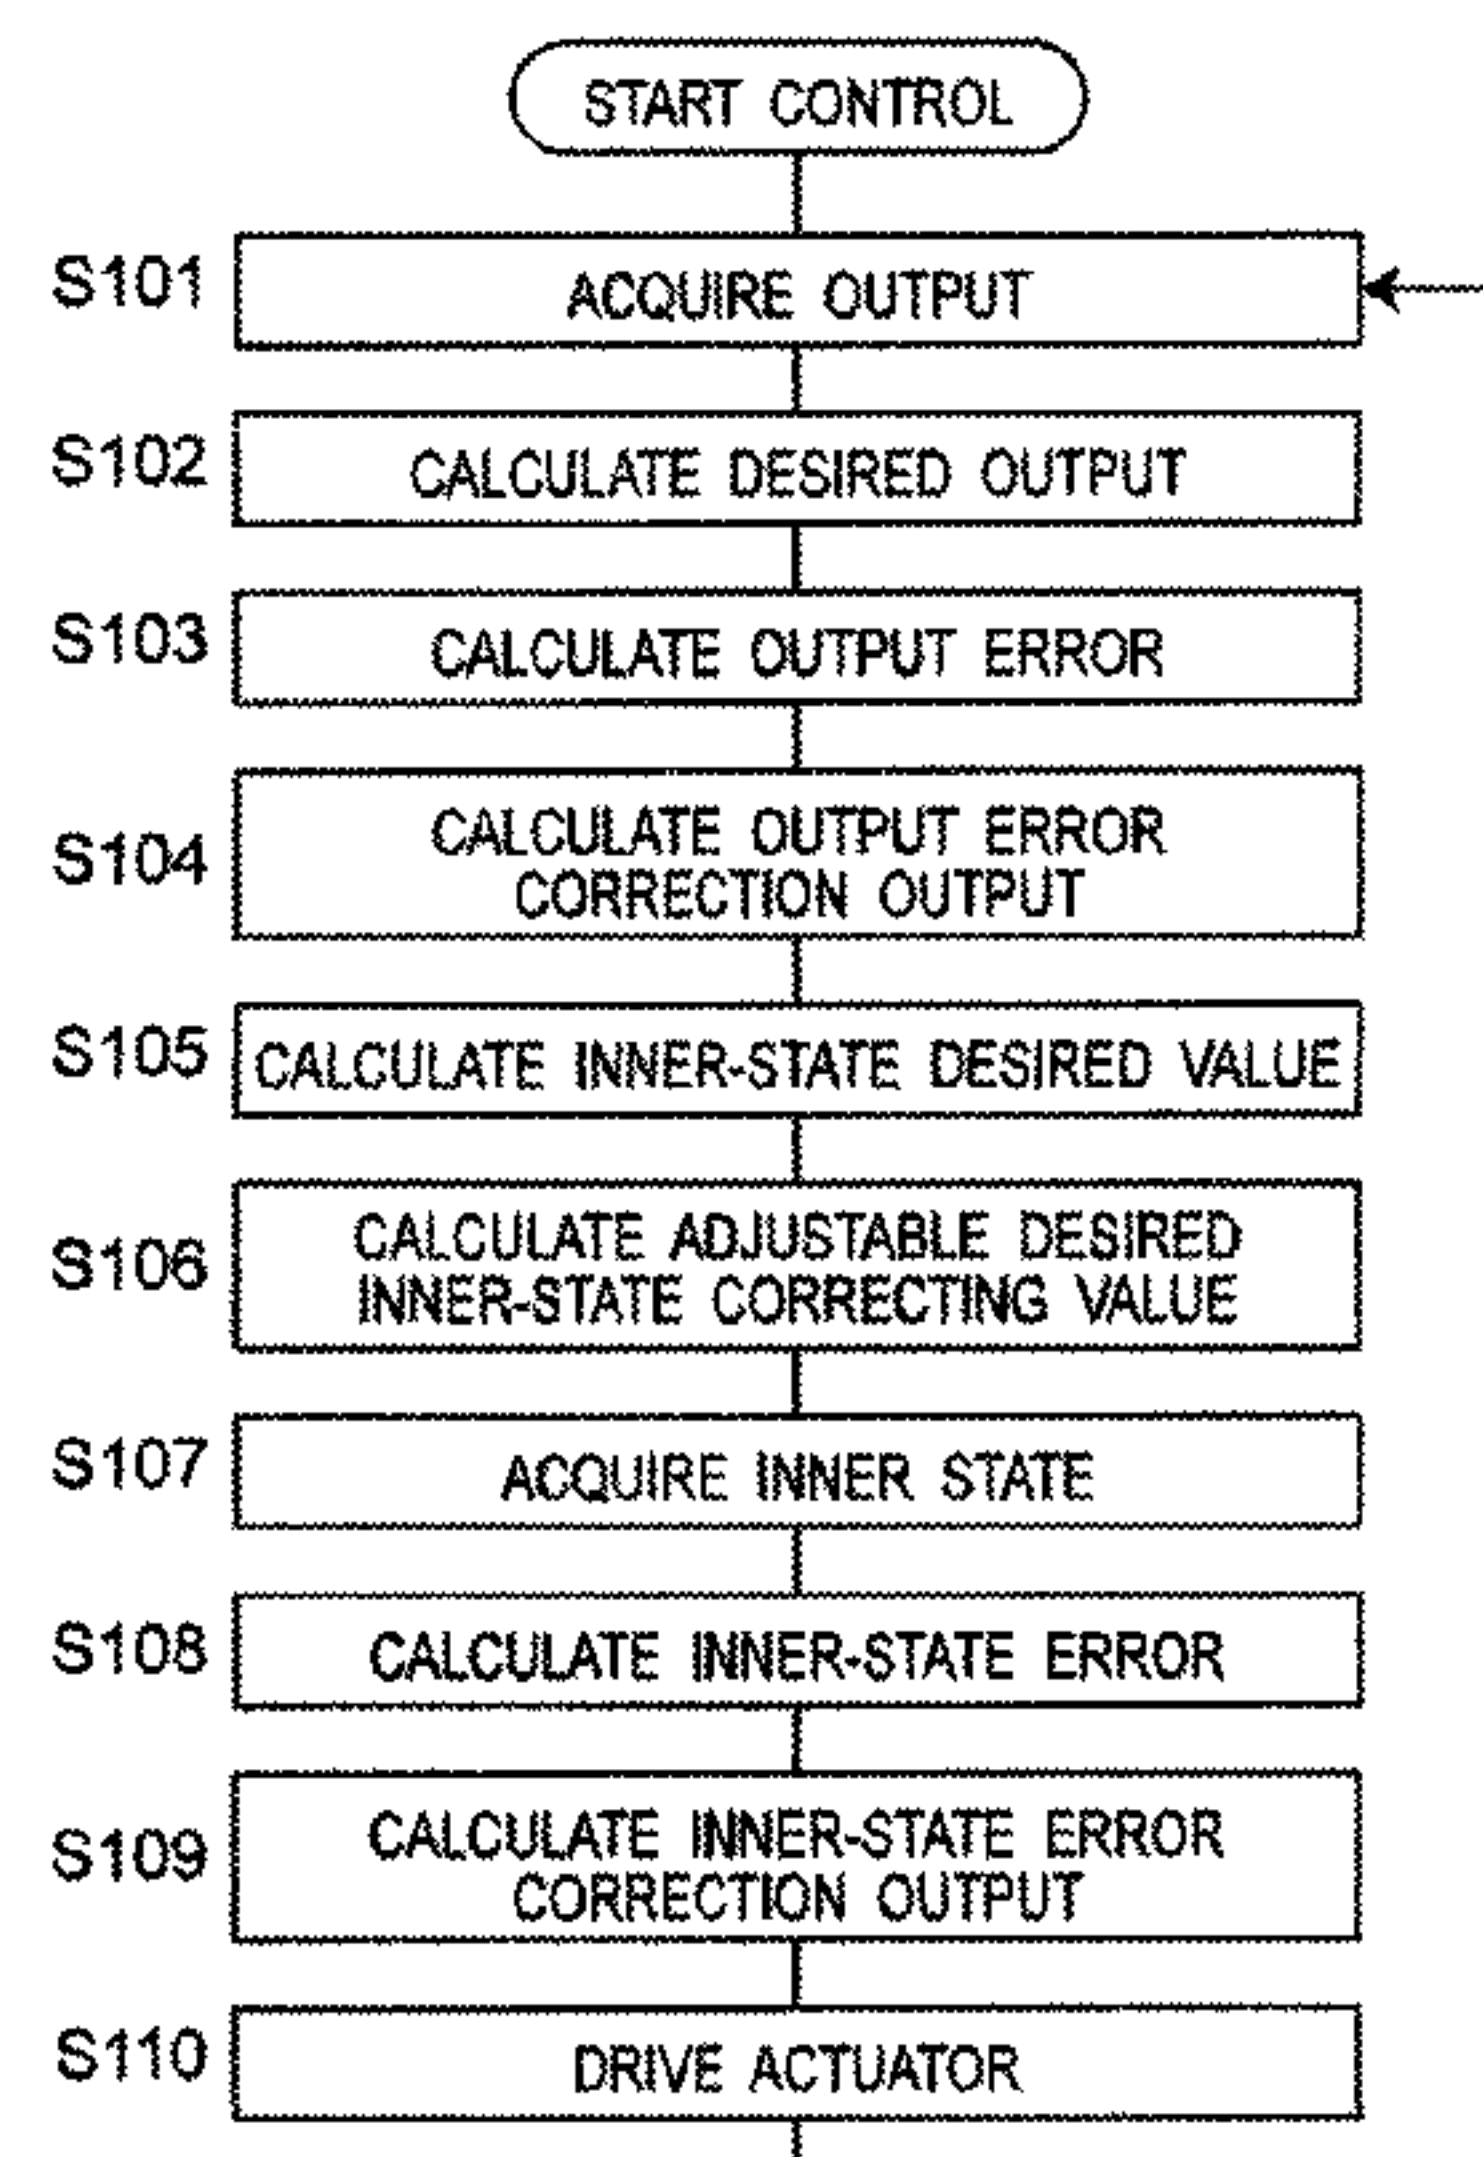 START CONTROL
S101
ACQUIRE OUTPUT
S102
CALCULATE DESIRED OUTPUT
S103
CALCULATE OUTPUT ERROR
S104
CALCULATE OUTPUT ERROR
CORRECTION OUTPUT
S105
CALCULATE INNER-STATE DESIRED VALUE
S106
CALCULATE ADJUSTABLE DESIRED
INNER-STATE CORRECTING VALUE
S107
ACQUIRE INNER STATE
S108
CALCULATE INNER-STATE ERROR
S109
CALCULATE INNER-STATE ERROR
CORRECTION OUTPUT
S110
DRIVE ACTUATOR